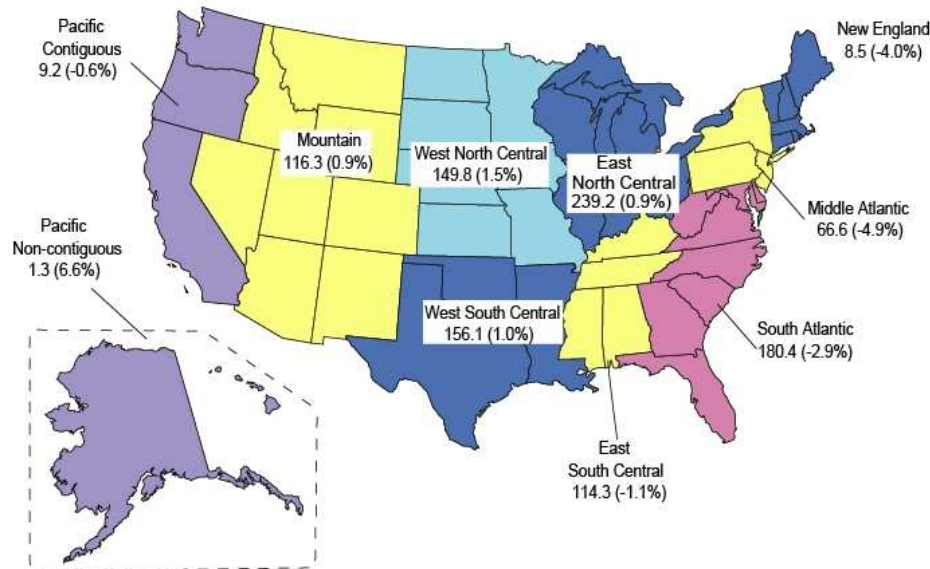 Pacific
Contiguous
9.2 (-0.6%)
New England
8.5 (-4.0%)
Mountain
116.3 (0.9%)
West North Central
149.8 (1.5%)
East
North Central
239.2 (0.9%)
Middle Atlantic
66.6 (-4.9%)
Pacific
Non-contiguous
1.3 (6.6%)
West South Central
156.1 (1.0%)
South Atlantic
180.4 (-2.9%)
East
South Central
114.3 (-1.1%)